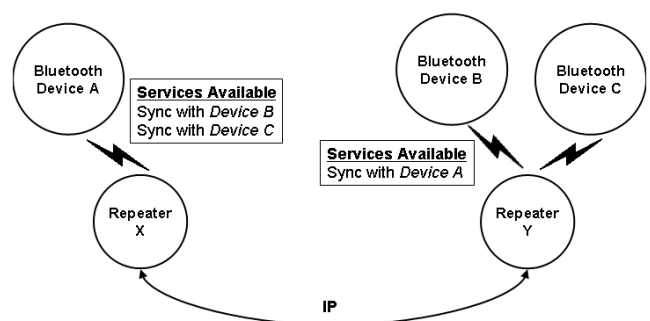 Bluetooth
Device A
Services Available
Sync with Device B
Sync with Device C
Bluetooth
Device B
Bluetooth
Device C
Services Available
Sync with Device A
Repeater
X
Repeater
Y
IP